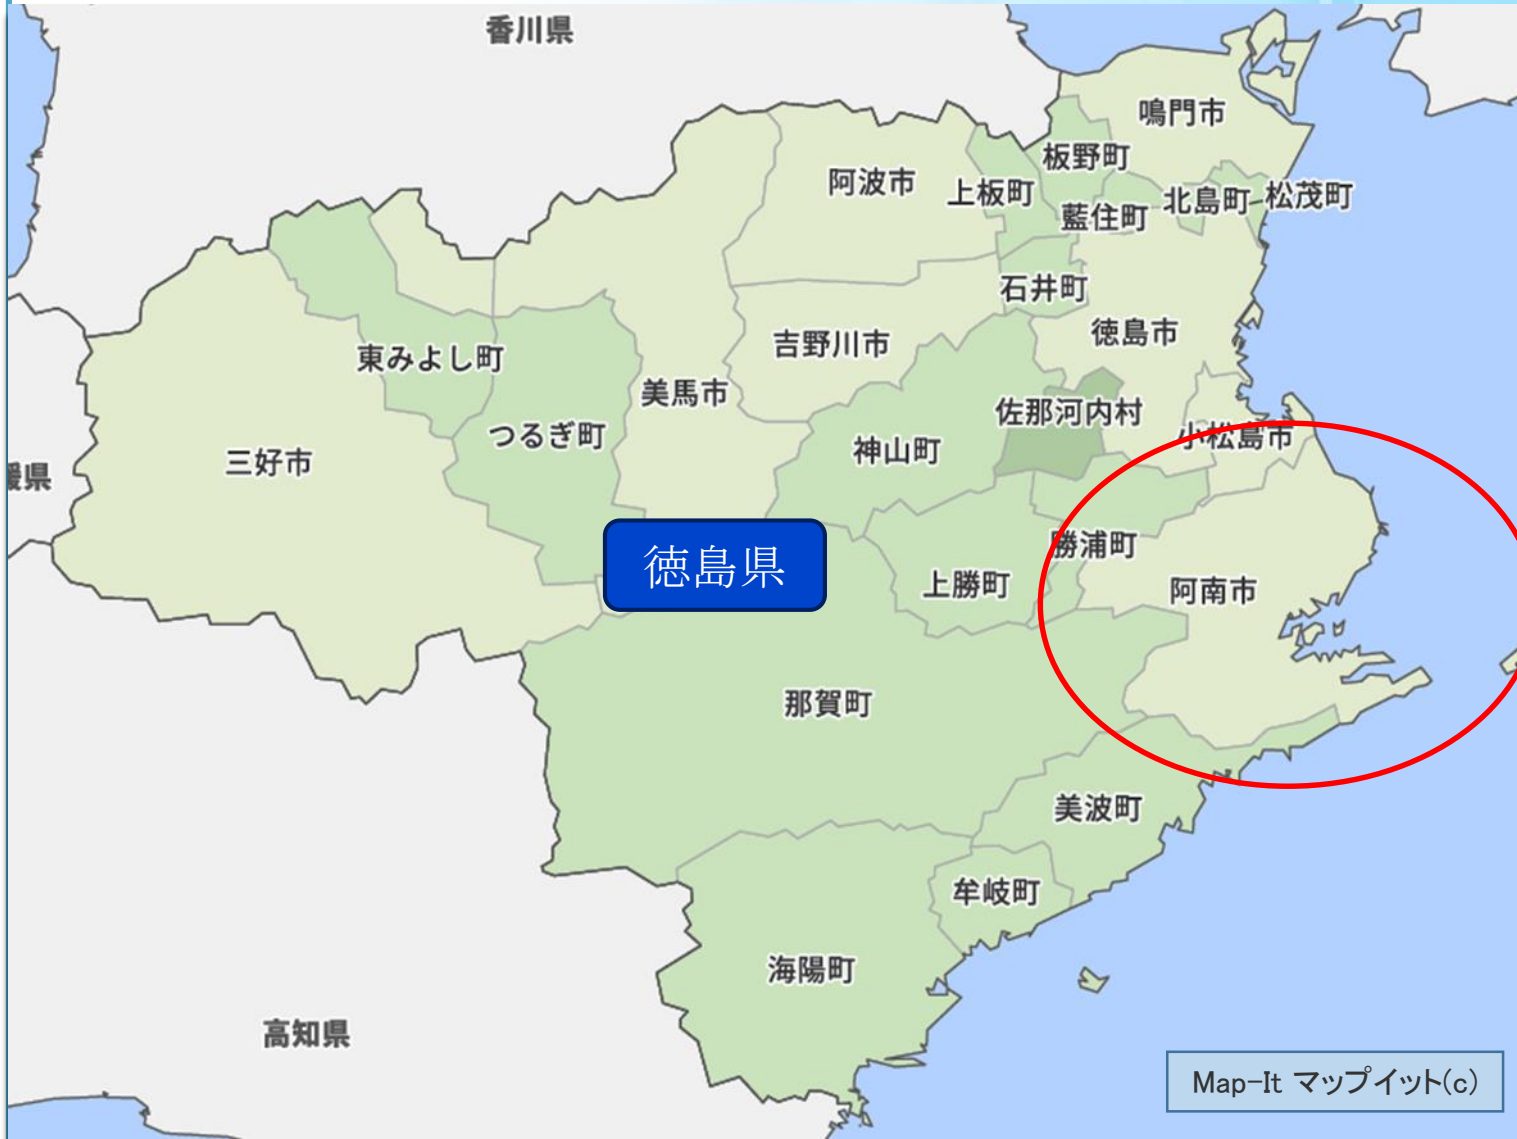 香川県
鳴門市
板野町
阿波市
上板町
北島町
松茂町
藍住町
石井町
徳島市
吉野川市
東みよし町
美馬市
佐那河内村
つるぎ町
神山町
小松島市
三好市
媛県
勝浦町
徳島県
上勝町
阿南市
那賀町
美波町
牟岐町
海陽町
高知県
Map-It マップイット(c)